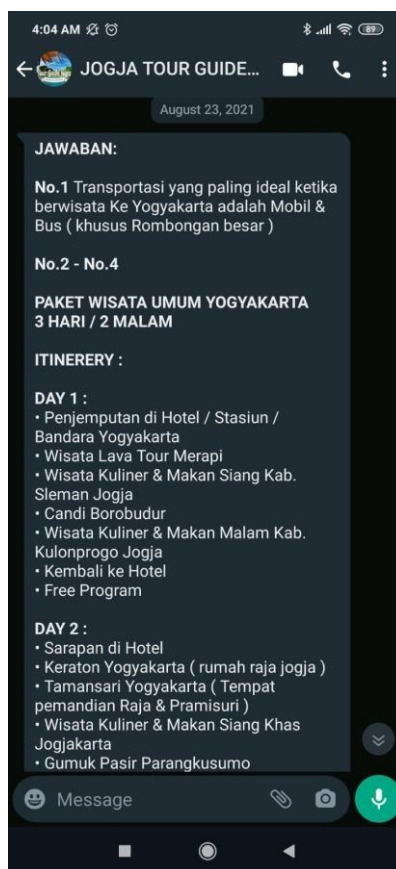 4:04 AM
89
JOGJA TOUR GUIDE...
August 23, 2021
JAWABAN:
No.1 Transportasi yang paling ideal ketika
berwisata Ke Yogyakarta adalah Mobil &
Bus ( khusus Rombongan besar )
No.2 - No.4
PAKET WISATA UMUM YOGYAKARTA
3 HARI / 2 MALAM
ITINERERY :
DAY 1 :
• Penjemputan di Hotel / Stasiun /
Bandara Yogyakarta
• Wisata Lava Tour Merapi
• Wisata Kuliner & Makan Siang Kab.
Sleman Jogja
• Candi Borobudur
• Wisata Kuliner & Makan Malam Kab.
Kulonprogo Jogja
• Kembali ke Hotel
• Free Program
DAY 2 :
• Sarapan di Hotel
• Keraton Yogyakarta ( rumah raja jogja )
• Tamansari Yogyakarta ( Tempat
pemandian Raja & Pramisuri )
• Wisata Kuliner & Makan Siang Khas
Jogjakarta
• Gumuk Pasir Parangkusumo
Message